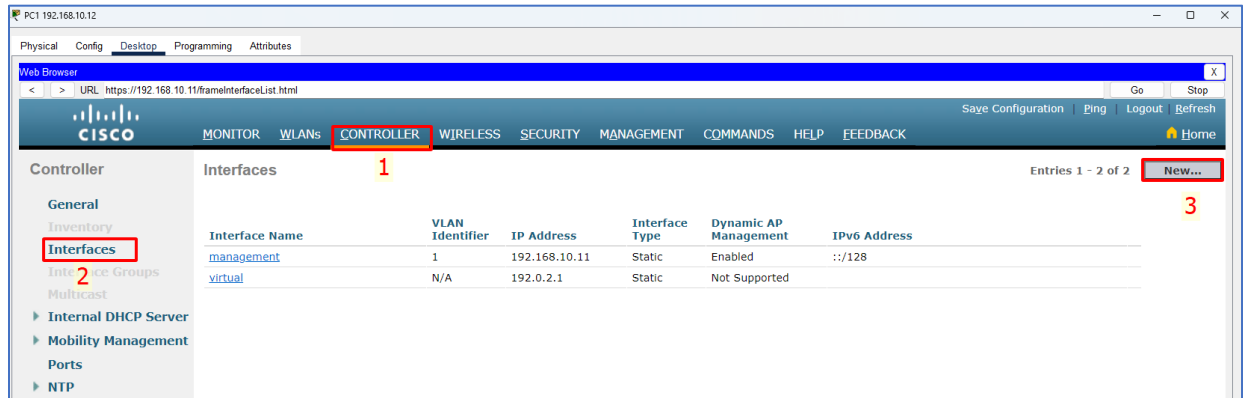 PC1 192.168.10.12
Physical Config Desktop Programming Attributes
Web Browser X
< > URL https://192.168.10.11/frameInterfaceList.html Go Stop
Save Configuration | Ping | Logout | Refresh
CISCO MONITOR WLANs CONTROLLER WIRELESS SECURITY MANAGEMENT COMMANDS HELP FEEDBACK Home
1
Controller
General
Inventory
Interfaces
2
Interface Groups
Multicast
Internal DHCP Server
Mobility Management
Ports
NTP
Interfaces Entries 1 - 2 of 2 New...
3
Interface Name VLAN Identifier IP Address Interface Type Dynamic AP Management IPv6 Address
management 1 192.168.10.11 Static Enabled ::/128
virtual N/A 192.0.2.1 Static Not Supported